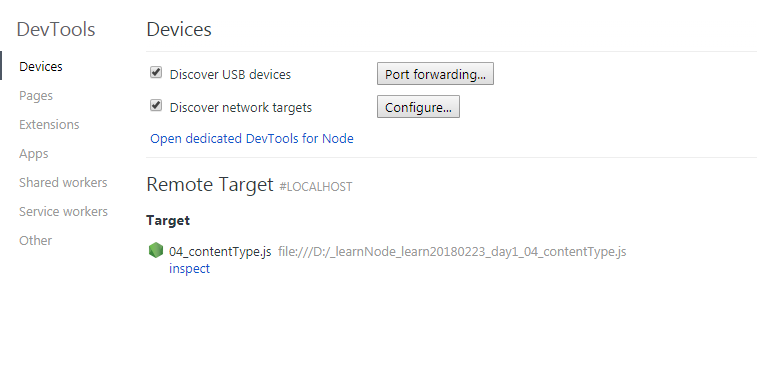 DevTools
Devices
Pages
Extensions
Apps
Shared workers
Service workers
Other
Devices
Discover USB devices Port forwarding...
Discover network targets Configure...
Open dedicated DevTools for Node
Remote Target #LOCALHOST
Target
04_contentType.js file:///D:/_learnNode_learn20180223_day1_04_contentType.js
inspect